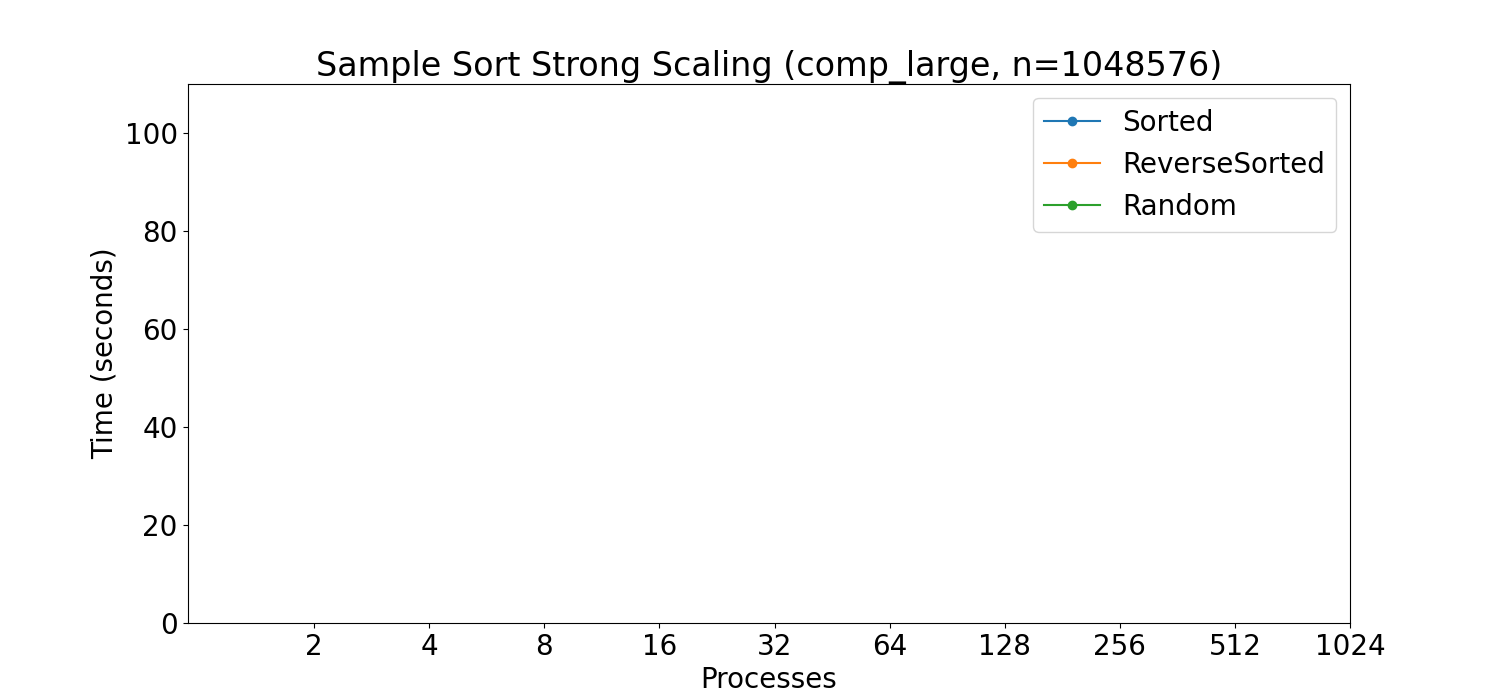 Sample Sort Strong Scaling (comp_large, n=1048576)
Sorted
ReverseSorted
Random
Time (seconds)
100
80
60
40
20
0
2 4 8 16 32 64 128 256 512 1024
Processes